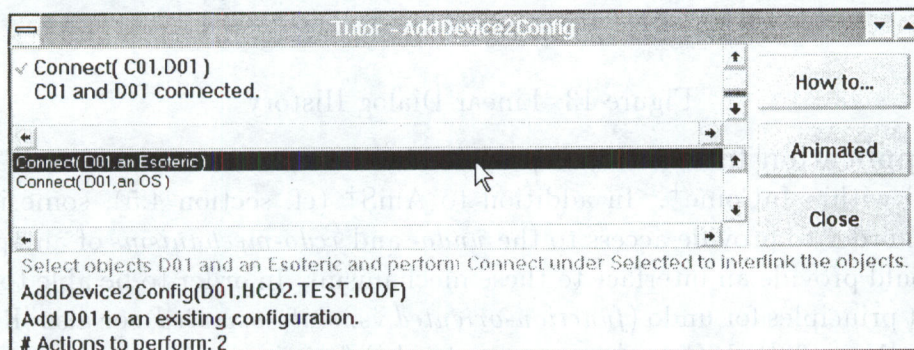 Tutor - AddDevice2Config
✓ Connect( C01,D01 )
C01 and D01 connected.
How to...
Connect( D01,an Esoteric )
Connect( D01,an OS )
Animated
Close
Select objects D01 and an Esoteric and perform Connect under Selected to interlink the objects.
AddDevice2Config(D01,HCD2.TEST.IODF)
Add D01 to an existing configuration.
# Actions to perform: 2